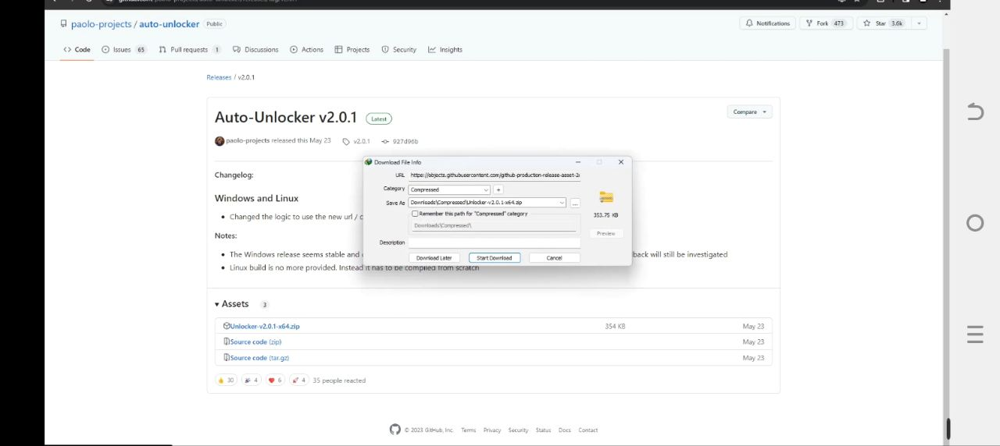 paolo-projects / auto-unlocker Public
Notifications Fork 473 Star 3.6k
Code Issues 65 Pull requests 1 Discussions Actions Projects Security Insights
Releases / v2.0.1
Auto-Unlocker v2.0.1 Latest
Compare
paolo-projects released this May 23 v2.0.1 927d96b
Changelog:
Windows and Linux
Changed the logic to use the new url / c
Notes:
The Windows release seems stable and back will still be investigated
Linux build is no more provided. Instead it has to be compiled from scratch
Download File Info
URL https://objects.githubusercontent.com/github-production-release-asset-2
Category Compressed +
Save As Downloads\Compressed\Unlocker-v2.0.1-x64.zip ...
Remember this path for "Compressed" category
Downloads\Compressed\
353.75 KB
Preview
Description
Download Later Start Download Cancel
Assets 3
Unlocker-v2.0.1-x64.zip 354 KB May 23
Source code (zip) May 23
Source code (tar.gz) May 23
30 4 6 4 35 people reacted
© 2023 GitHub, Inc. Terms Privacy Security Status Docs Contact